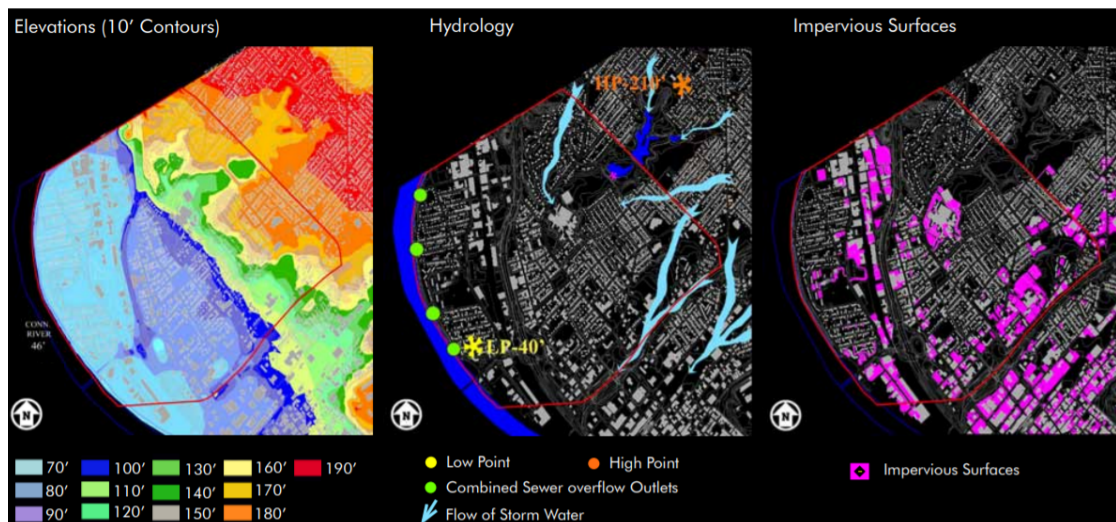 Elevations (10' Contours)
Hydrology
Impervious Surfaces
HP-210'
CONN.
RIVER
46'
LP-40'
N
N
N
70'
100'
130'
160'
190'
80'
110'
140'
170'
90'
120'
150'
180'
Low Point
High Point
Combined Sewer overflow Outlets
Flow of Storm Water
Impervious Surfaces